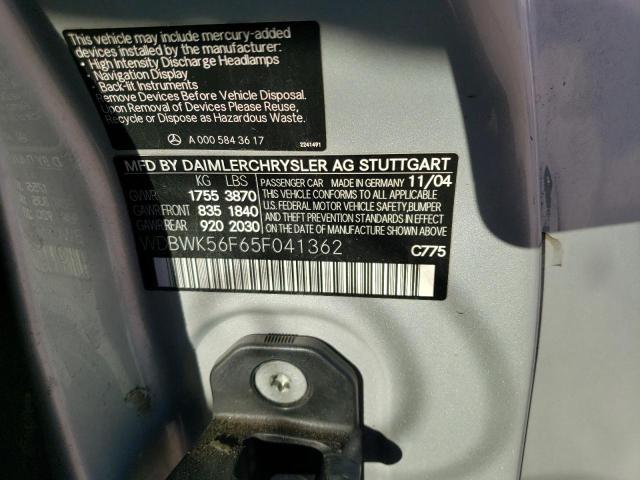 This vehicle may include mercury-added
devices installed by the manufacturer:
· High Intensity Discharge Headlamps
· Navigation Display
· Back-lit Instruments
Remove Devices Before Vehicle Disposal.
Upon Removal of Devices Please Reuse,
Recycle or Dispose as Hazardous Waste.
A 000 584 36 17
2241491
MFD BY DAIMLERCHRYSLER AG STUTTGART
KG LBS
PASSENGER CAR MADE IN GERMANY 11/04
GVWR 1755 3870
THIS VEHICLE CONFORMS TO ALL APPLICABLE
GAWR FRONT 835 1840
U.S. FEDERAL MOTOR VEHICLE SAFETY, BUMPER
AND THEFT PREVENTION STANDARDS IN EFFECT
GAWR REAR 920 2030
ON THE DATE OF MANUFACTURE SHOWN ABOVE.
WDBWK56F65F041362
C775